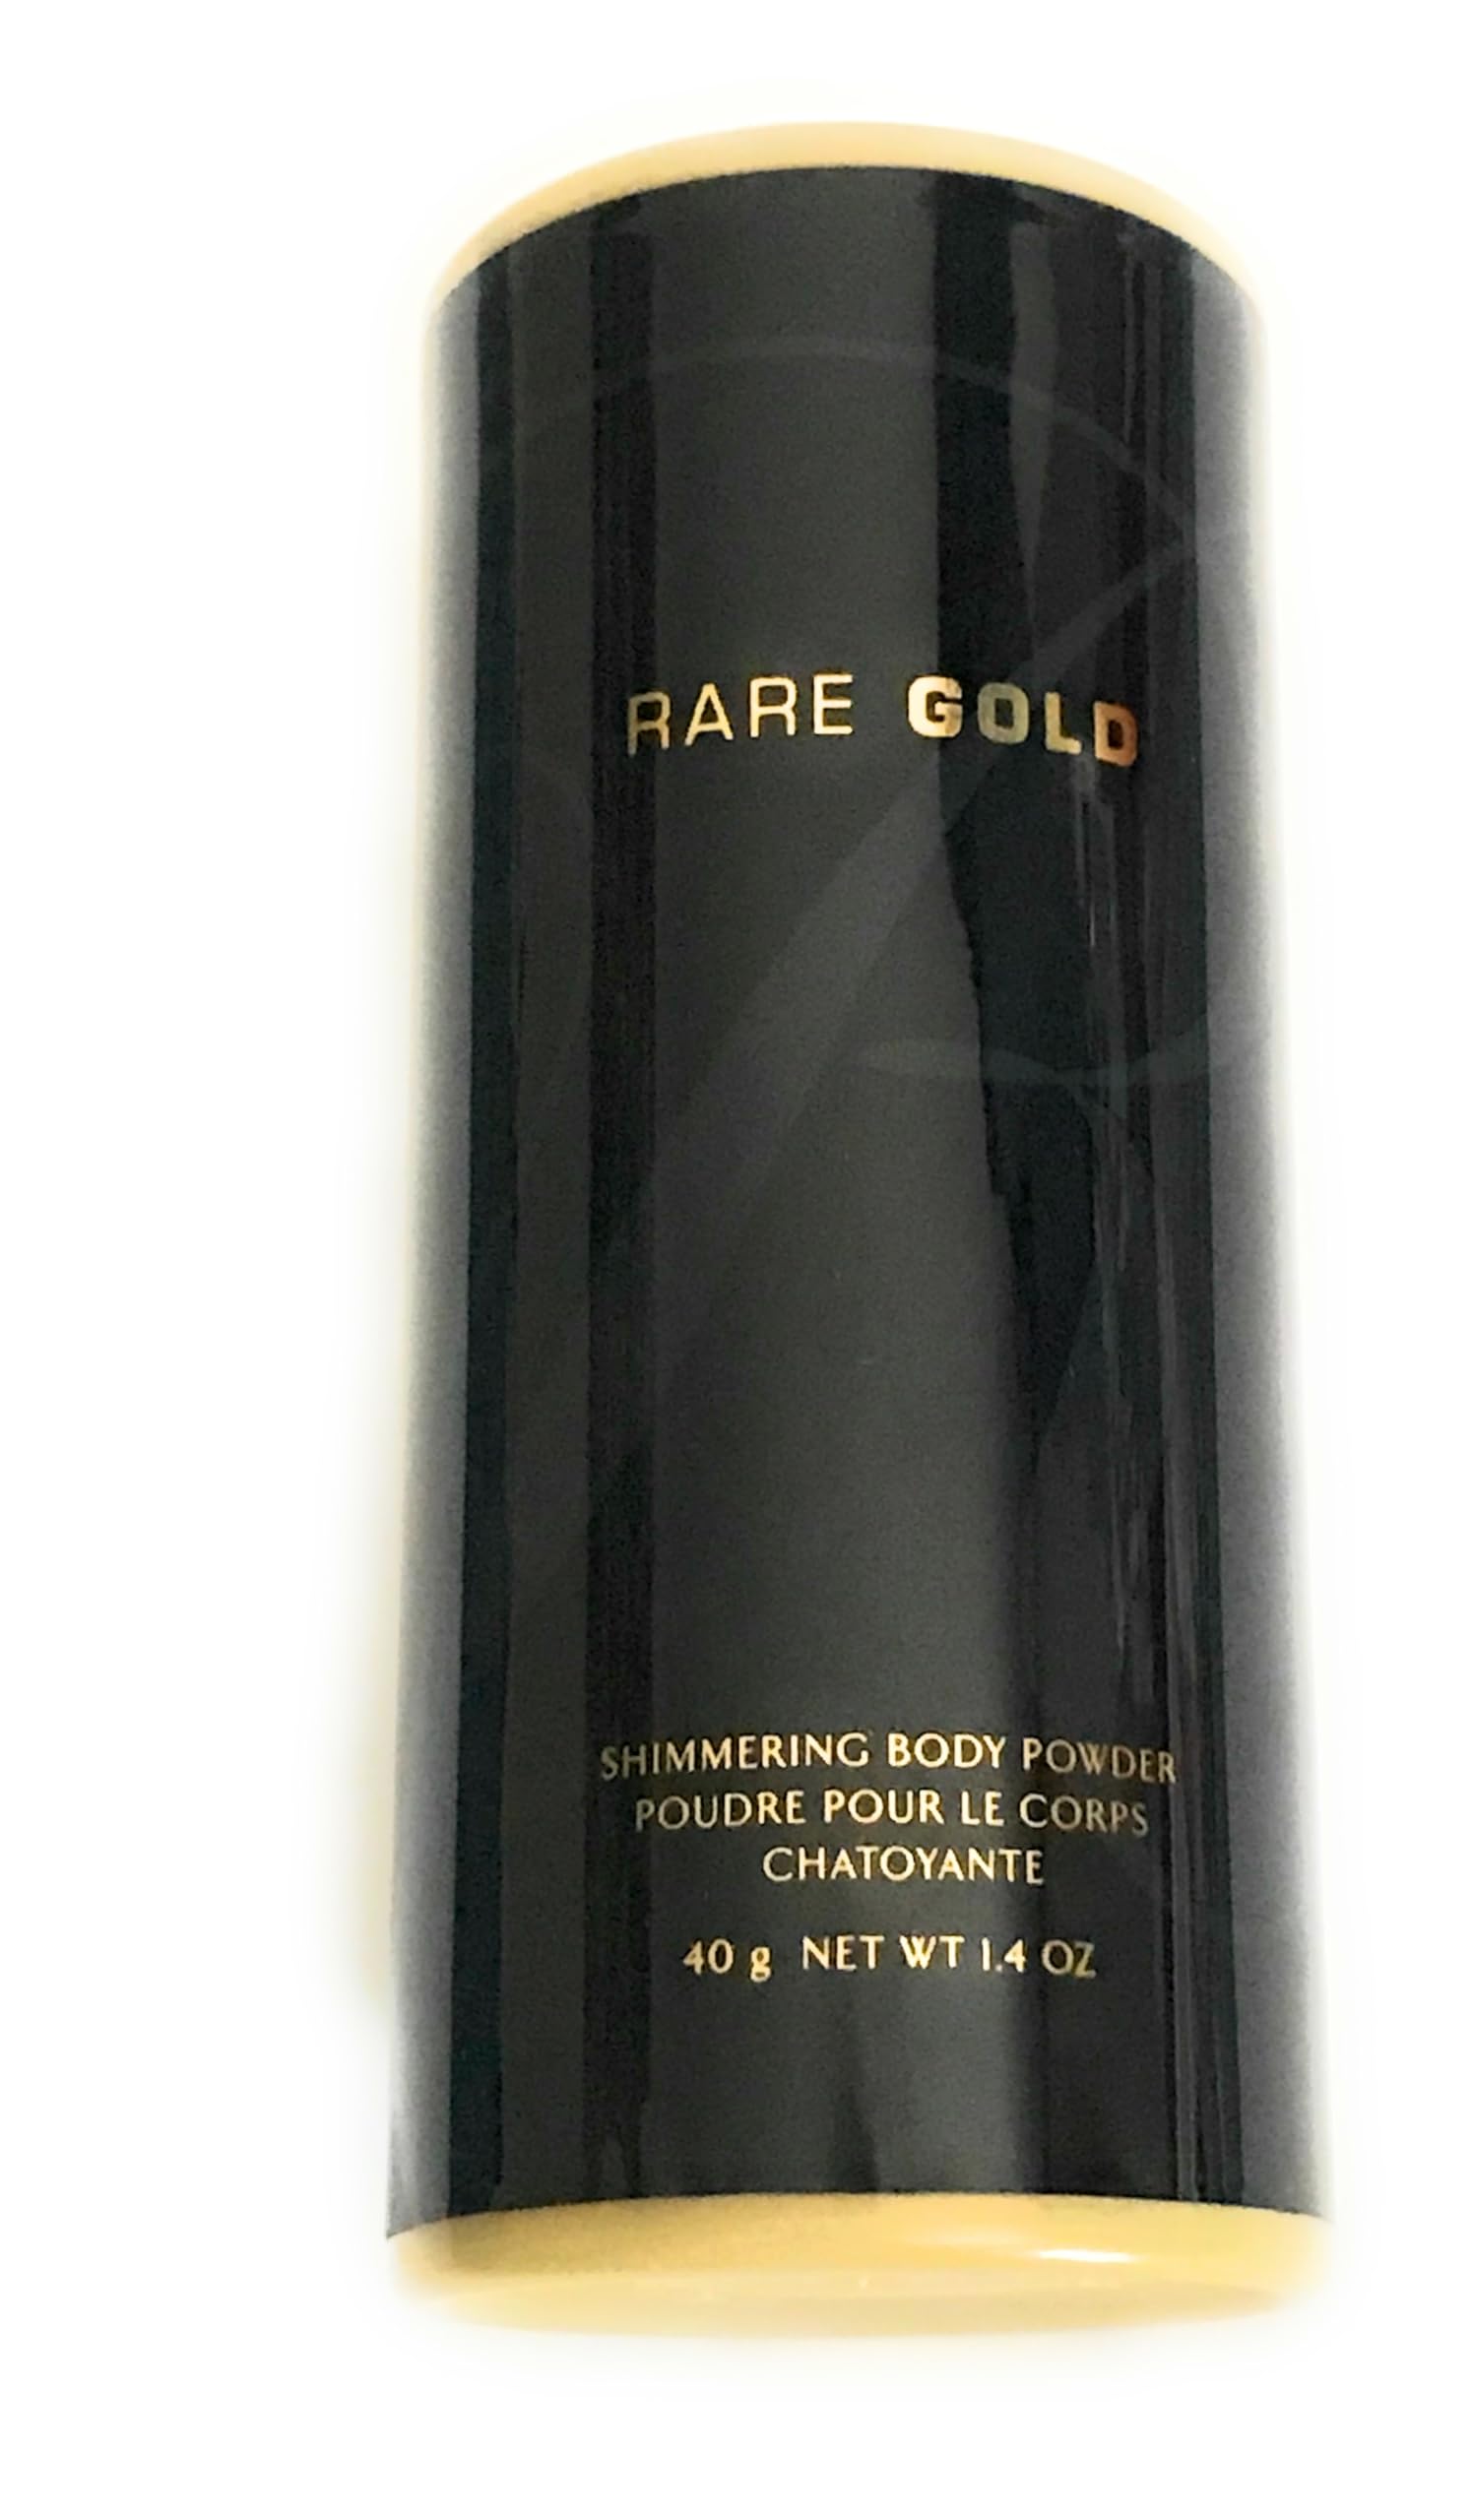 RARE GOLD
SHIMMERING BODY POWDER
POUDRE POUR LE CORPS
CHATOYANTE
40 g NET WT 1.4 OZ